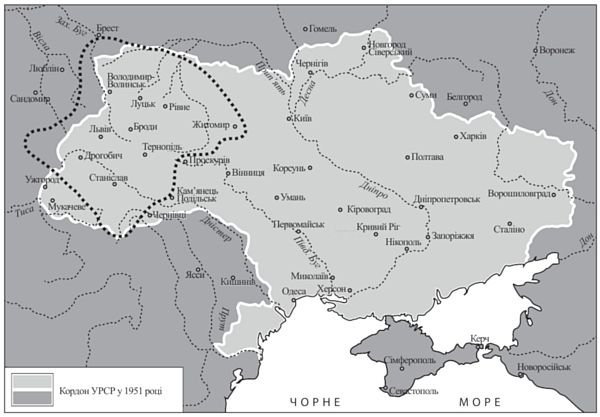 Брест
Зах. Буг
Вісла
Люблін
Сандомир
Гомель
Новгород
Сіверський
Чернігів
Десна
Прип'ять
Воронеж
Дон
Суми
Белгород
Володимир-
Волинськ
Луцьк
Рівне
Житомир
Київ
Харків
Львів
Броди
Дрогобич
Тернопіль
Проскурів
Вінниця
Корсунь
Полтава
Ужгород
Станіслав
Кам'янець
Подільськ
Умань
Дніпро
Дніпропетровськ
Ворошиловград
Тиса
Мукачеве
Чернівці
Дністер
Первомайськ
Півд. Буг
Кіровоград
Кривий Ріг
Запоріжжя
Сталіно
Нікополь
Дон
Ясси
Кишинів
Прут
Миколаїв
Одеса
Херсон
Керч
Сімферополь
Новоросійськ
Севастополь
Кордон УРСР у 1951 році
ЧОРНЕ МОРЕ